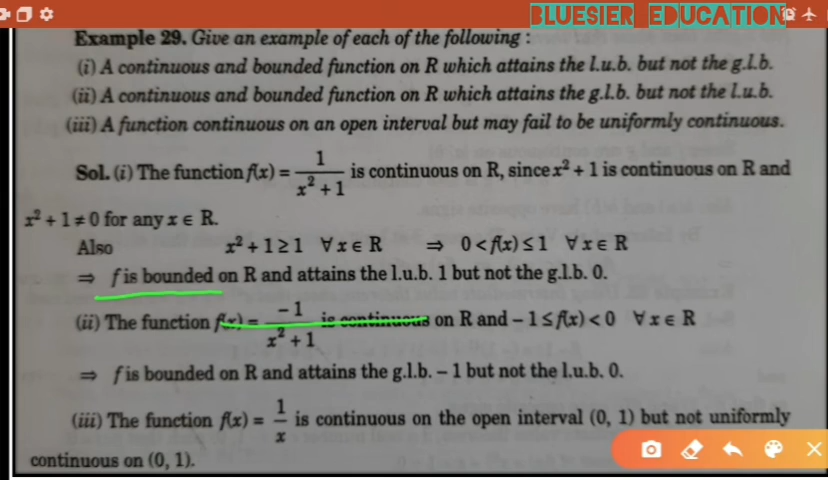 BLUESIER EDUCATION
Example 29. Give an example of each of the following :
(i) A continuous and bounded function on R which attains the l.u.b. but not the g.l.b.
(ii) A continuous and bounded function on R which attains the g.l.b. but not the l.u.b.
(iii) A function continuous on an open interval but may fail to be uniformly continuous.
Sol. (i) The function f(x) = 1/(x² + 1) is continuous on R, since x² + 1 is continuous on R and
x² + 1 ≠ 0 for any x ∈ R.
Also x² + 1 ≥ 1 ∀ x ∈ R ⇒ 0 < f(x) ≤ 1 ∀ x ∈ R
⇒ f is bounded on R and attains the l.u.b. 1 but not the g.l.b. 0.
(ii) The function f(x) = −1/(x² + 1) is continuous on R and − 1 ≤ f(x) < 0 ∀ x ∈ R
⇒ f is bounded on R and attains the g.l.b. − 1 but not the l.u.b. 0.
(iii) The function f(x) = 1/x is continuous on the open interval (0, 1) but not uniformly
continuous on (0, 1).